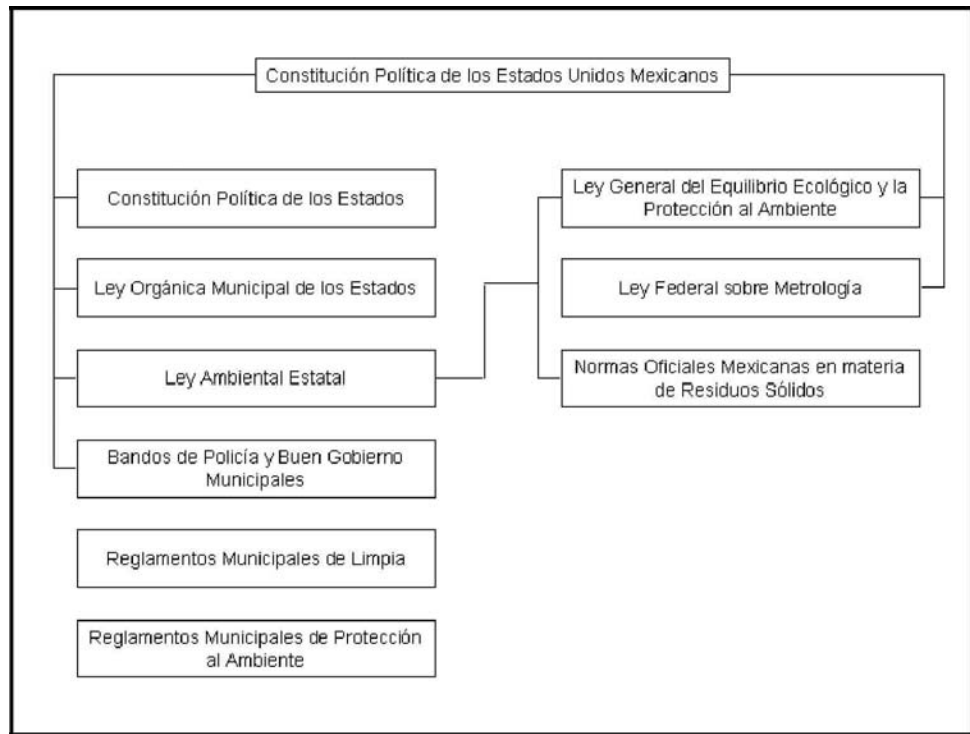 Constitución Política de los Estados Unidos Mexicanos
Constitución Política de los Estados
Ley Orgánica Municipal de los Estados
Ley Ambiental Estatal
Bandos de Policía y Buen Gobierno
Municipales
Reglamentos Municipales de Limpia
Reglamentos Municipales de Protección
al Ambiente
Ley General del Equilibrio Ecológico y la
Protección al Ambiente
Ley Federal sobre Metrología
Normas Oficiales Mexicanas en materia
de Residuos Sólidos